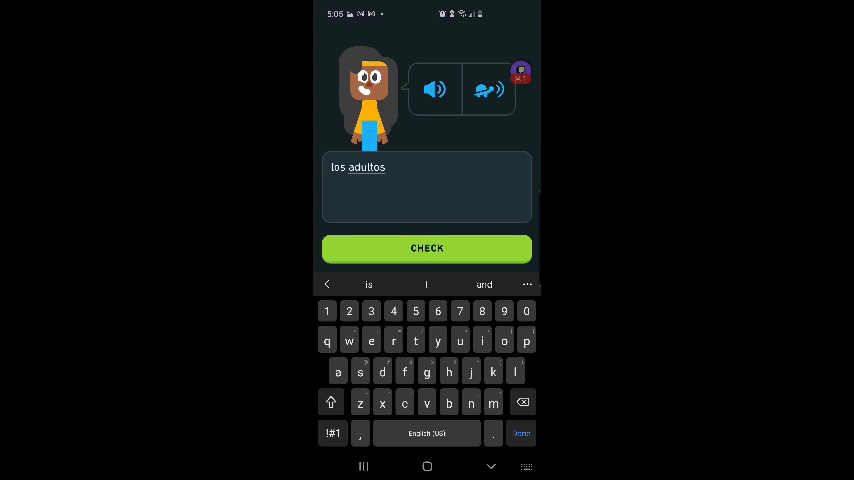 5:05
los adultos
CHECK
is I and
1 2 3 4 5 6 7 8 9 0
q w e r t y u i o p
a s d f g h j k l
z x c v b n m
!#1 , English (US) . Done